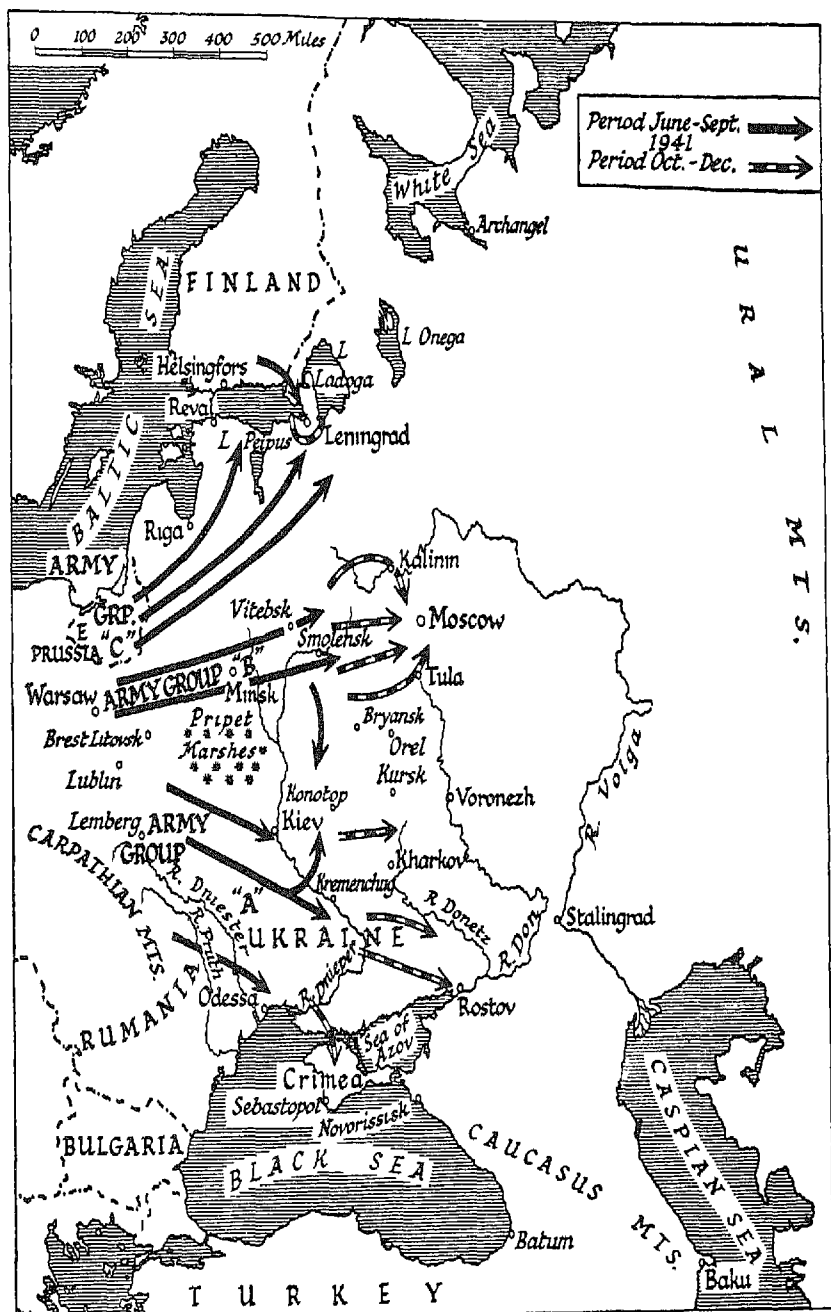 0 100 200 300 400 500 Miles
Period June-Sept.
1941
Period Oct.-Dec.
White Sea
Archangel
URAL MTS.
FINLAND
SEA
L Onega
Helsingfors
L
Ladoga
Reval
L Peipus
Leningrad
BALTIC
Riga
ARMY
GRP.
"C"
E
PRUSSIA
Kalinin
Vitebsk
Moscow
Smolensk
Warsaw
ARMY GROUP "B"
Minsk
Tula
Pripet
Marshes
Bryansk
Brest Litovsk
Orel
Lublin
Kursk
Konotop
Voronezh
R. Volga
Lemberg
ARMY
GROUP
"A"
Kiev
CARPATHIAN MTS.
Kharkov
R. Dniester
Kremenchug
R. Pruth
R. Donetz
R. Don
Stalingrad
UKRAINE
Odessa
R. Dnieper
Rostov
RUMANIA
Sea of
Azov
Crimea
Sebastopol
Novorissisk
CASPIAN SEA
BULGARIA
BLACK SEA
CAUCASUS MTS.
Batum
Baku
TURKEY